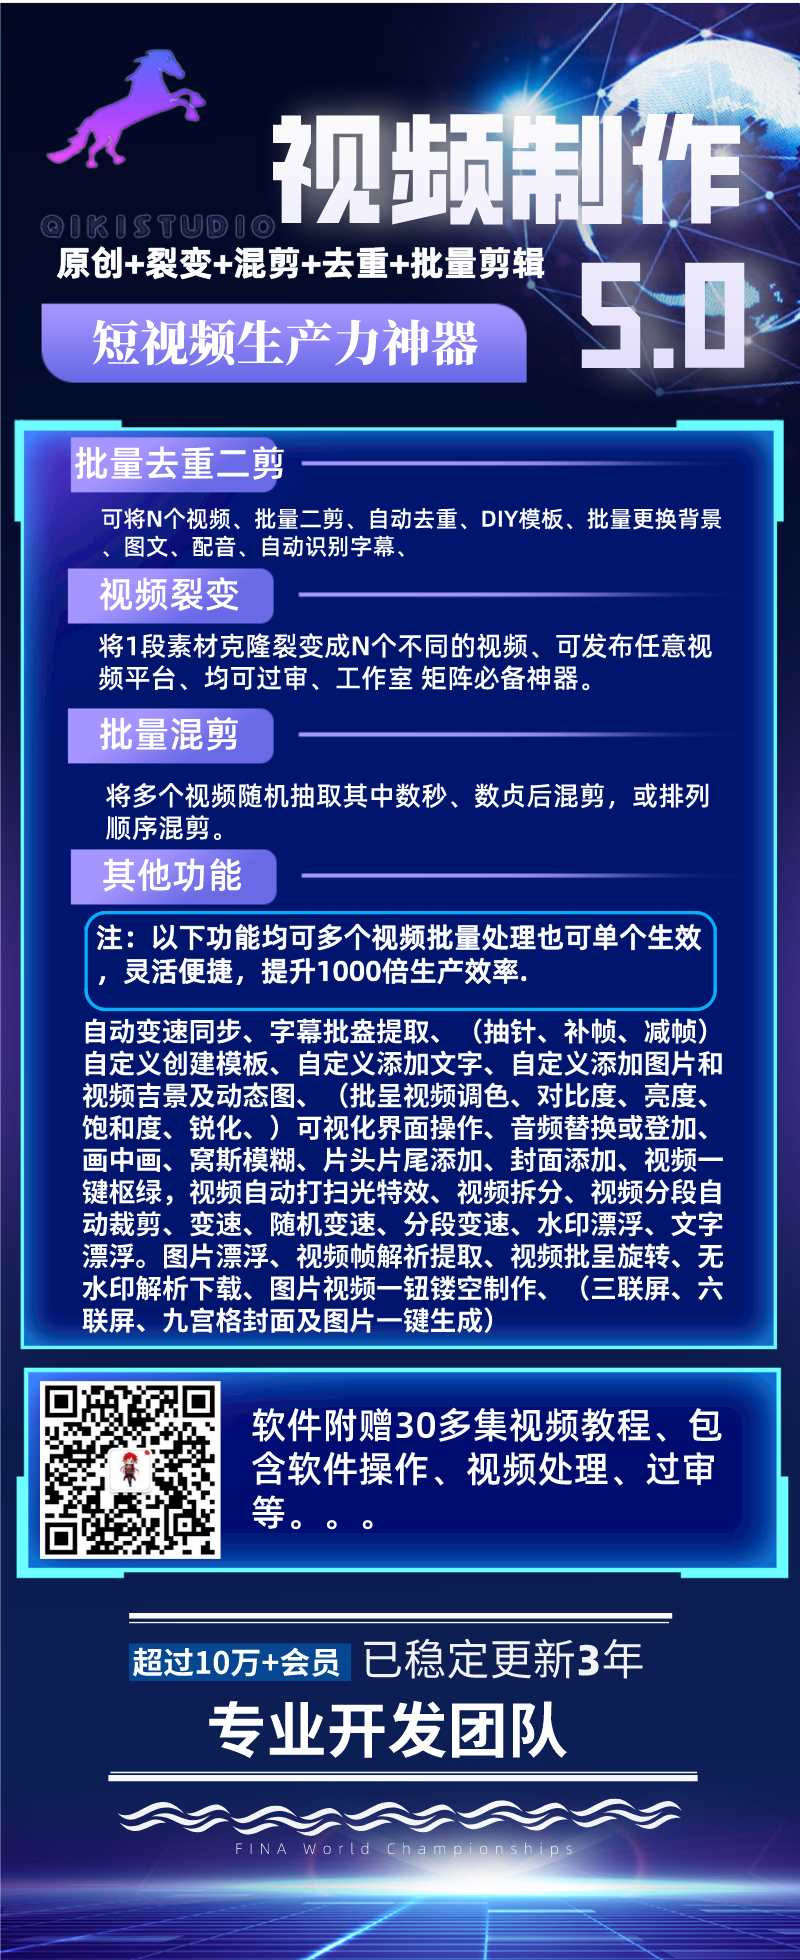 视频制作
QIKISTUDIO
原创+裂变+混剪+去重+批量剪辑
5.0
短视频生产力神器
批量去重二剪
可将N个视频、批量二剪、自动去重、DIY模板、批量更换背景
、图文、配音、自动识别字幕、
视频裂变
将1段素材克隆裂变成N个不同的视频、可发布任意视
频平台、均可过审、工作室 矩阵必备神器。
批量混剪
将多个视频随机抽取其中数秒、数贞后混剪，或排列
顺序混剪。
其他功能
注：以下功能均可多个视频批量处理也可单个生效
，灵活便捷，提升1000倍生产效率.
自动变速同步、字幕批盎提取、（抽针、补帧、减帧）
自定义创建模板、自定义添加文字、自定义添加图片和
视频吉景及动态图、（批呈视频调色、对比度、亮度、
饱和度、锐化、）可视化界面操作、音频替换或登加、
画中画、窝斯模糊、片头片尾添加、封面添加、视频一
键枢绿，视频自动打扫光特效、视频拆分、视频分段自
动裁剪、变速、随机变速、分段变速、水印漂浮、文字
漂浮。图片漂浮、视频帧解祈提取、视频批呈旋转、无
水印解析下载、图片视频一钮镂空制作、（三联屏、六
联屏、九宫格封面及图片一键生成）
软件附赠30多集视频教程、包
含软件操作、视频处理、过审
等。。。
超过10万+会员 已稳定更新3年
专业开发团队
FINA World Championships